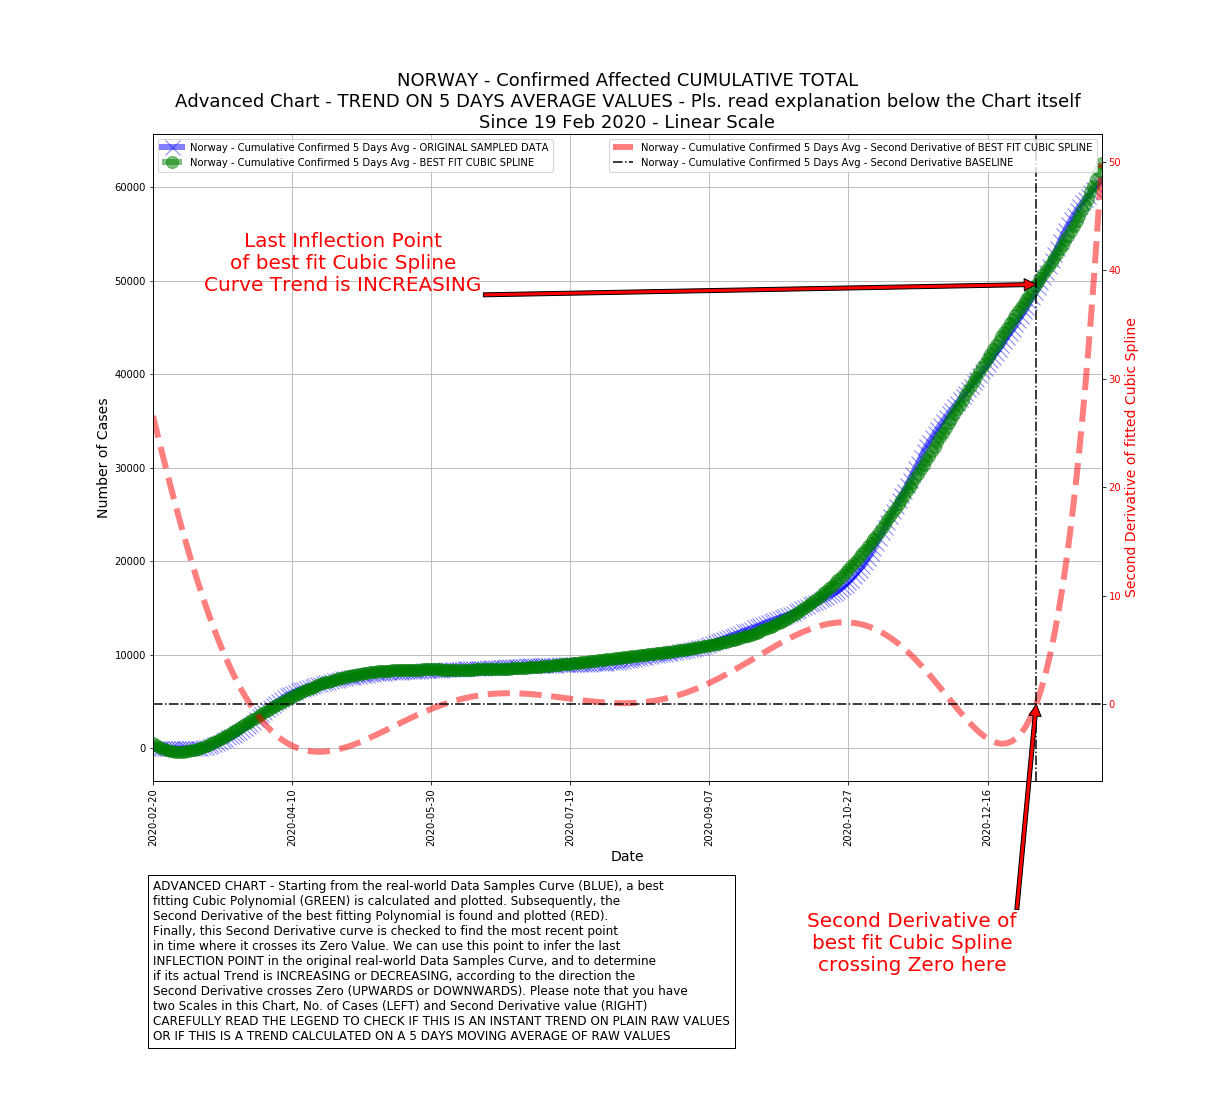 NORWAY - Confirmed Affected CUMULATIVE TOTAL
Advanced Chart - TREND ON 5 DAYS AVERAGE VALUES - Pls. read explanation below the Chart itself
Since 19 Feb 2020 - Linear Scale
Norway - Cumulative Confirmed 5 Days Avg - ORIGINAL SAMPLED DATA
Norway - Cumulative Confirmed 5 Days Avg - BEST FIT CUBIC SPLINE
Norway - Cumulative Confirmed 5 Days Avg - Second Derivative of BEST FIT CUBIC SPLINE
Norway - Cumulative Confirmed 5 Days Avg - Second Derivative BASELINE
Last Inflection Point
of best fit Cubic Spline
Curve Trend is INCREASING
Number of Cases
60000
50000
40000
30000
20000
10000
0
50
40
30
20
10
0
Second Derivative of fitted Cubic Spline
2020-02-20
2020-04-10
2020-05-30
2020-07-19
2020-09-07
2020-10-27
2020-12-16
Date
ADVANCED CHART - Starting from the real-world Data Samples Curve (BLUE), a best
fitting Cubic Polynomial (GREEN) is calculated and plotted. Subsequently, the
Second Derivative of the best fitting Polynomial is found and plotted (RED).
Finally, this Second Derivative curve is checked to find the most recent point
in time where it crosses its Zero Value. We can use this point to infer the last
INFLECTION POINT in the original real-world Data Samples Curve, and to determine
if its actual Trend is INCREASING or DECREASING, according to the direction the
Second Derivative crosses Zero (UPWARDS or DOWNWARDS). Please note that you have
two Scales in this Chart, No. of Cases (LEFT) and Second Derivative value (RIGHT)
CAREFULLY READ THE LEGEND TO CHECK IF THIS IS AN INSTANT TREND ON PLAIN RAW VALUES
OR IF THIS IS A TREND CALCULATED ON A 5 DAYS MOVING AVERAGE OF RAW VALUES
Second Derivative of
best fit Cubic Spline
crossing Zero here